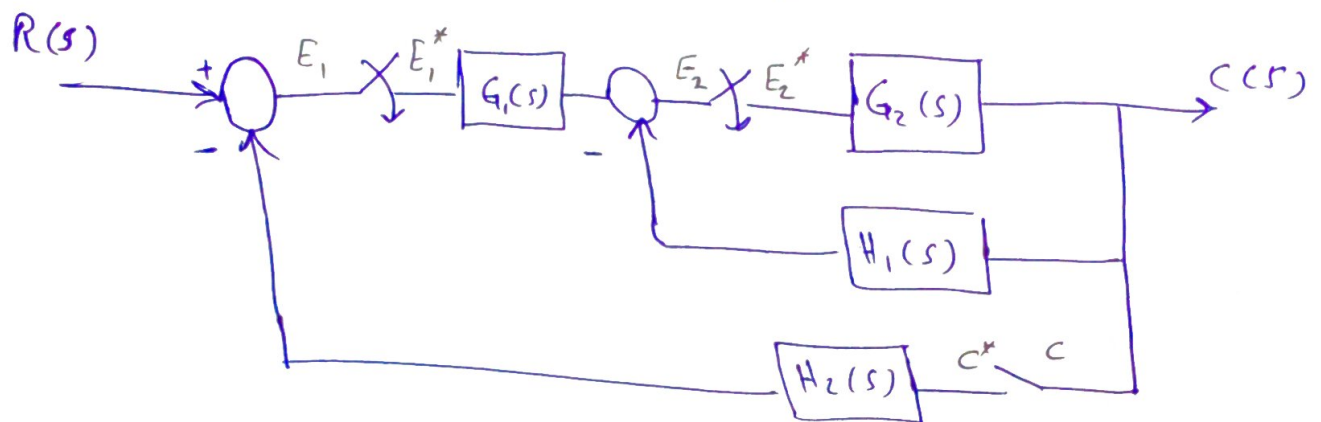 R(s)
+
-
E₁
E₁*
G₁(s)
-
E₂
E₂*
G₂(s)
C(s)
H₁(s)
H₂(s)
C*
C